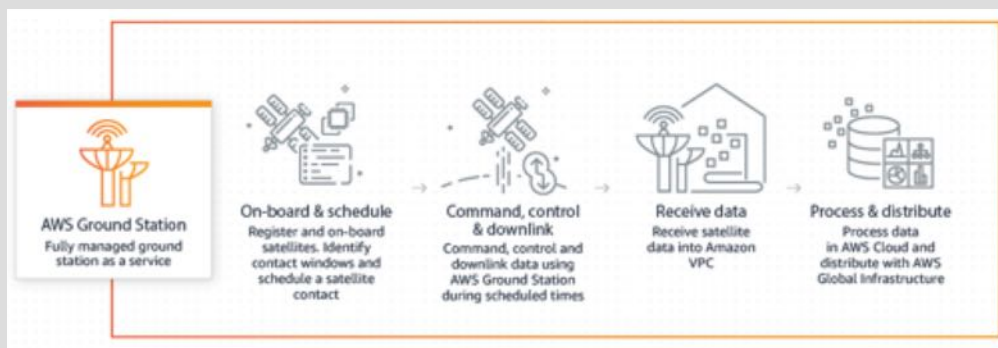 AWS Ground Station
Fully managed ground
station as a service
On-board & schedule
Register and on-board
satellites. Identify
contact windows and
schedule a satellite
contact
Command, control
& downlink
Command, control and
downlink data using
AWS Ground Station
during scheduled times
Receive data
Receive satellite
data into Amazon
VPC
Process & distribute
Process data
in AWS Cloud and
distribute with AWS
Global Infrastructure